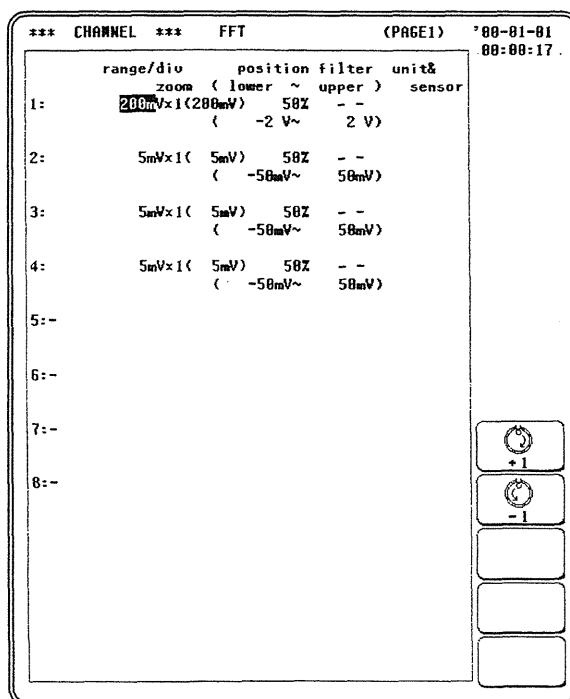 *** CHANNEL *** FFT (PAGE1) '80-01-01
00:00:17.
range/div position filter unit&
zoom ( lower ~ upper ) sensor
1: 200mV×1(200mV) 50% - -
( -2 V~ 2 V)
2: 5mV×1( 5mV) 50% - -
( -50mV~ 50mV)
3: 5mV×1( 5mV) 50% - -
( -50mV~ 50mV)
4: 5mV×1( 5mV) 50% - -
( -50mV~ 50mV)
5:-
6:-
7:-
+1
8:-
-1